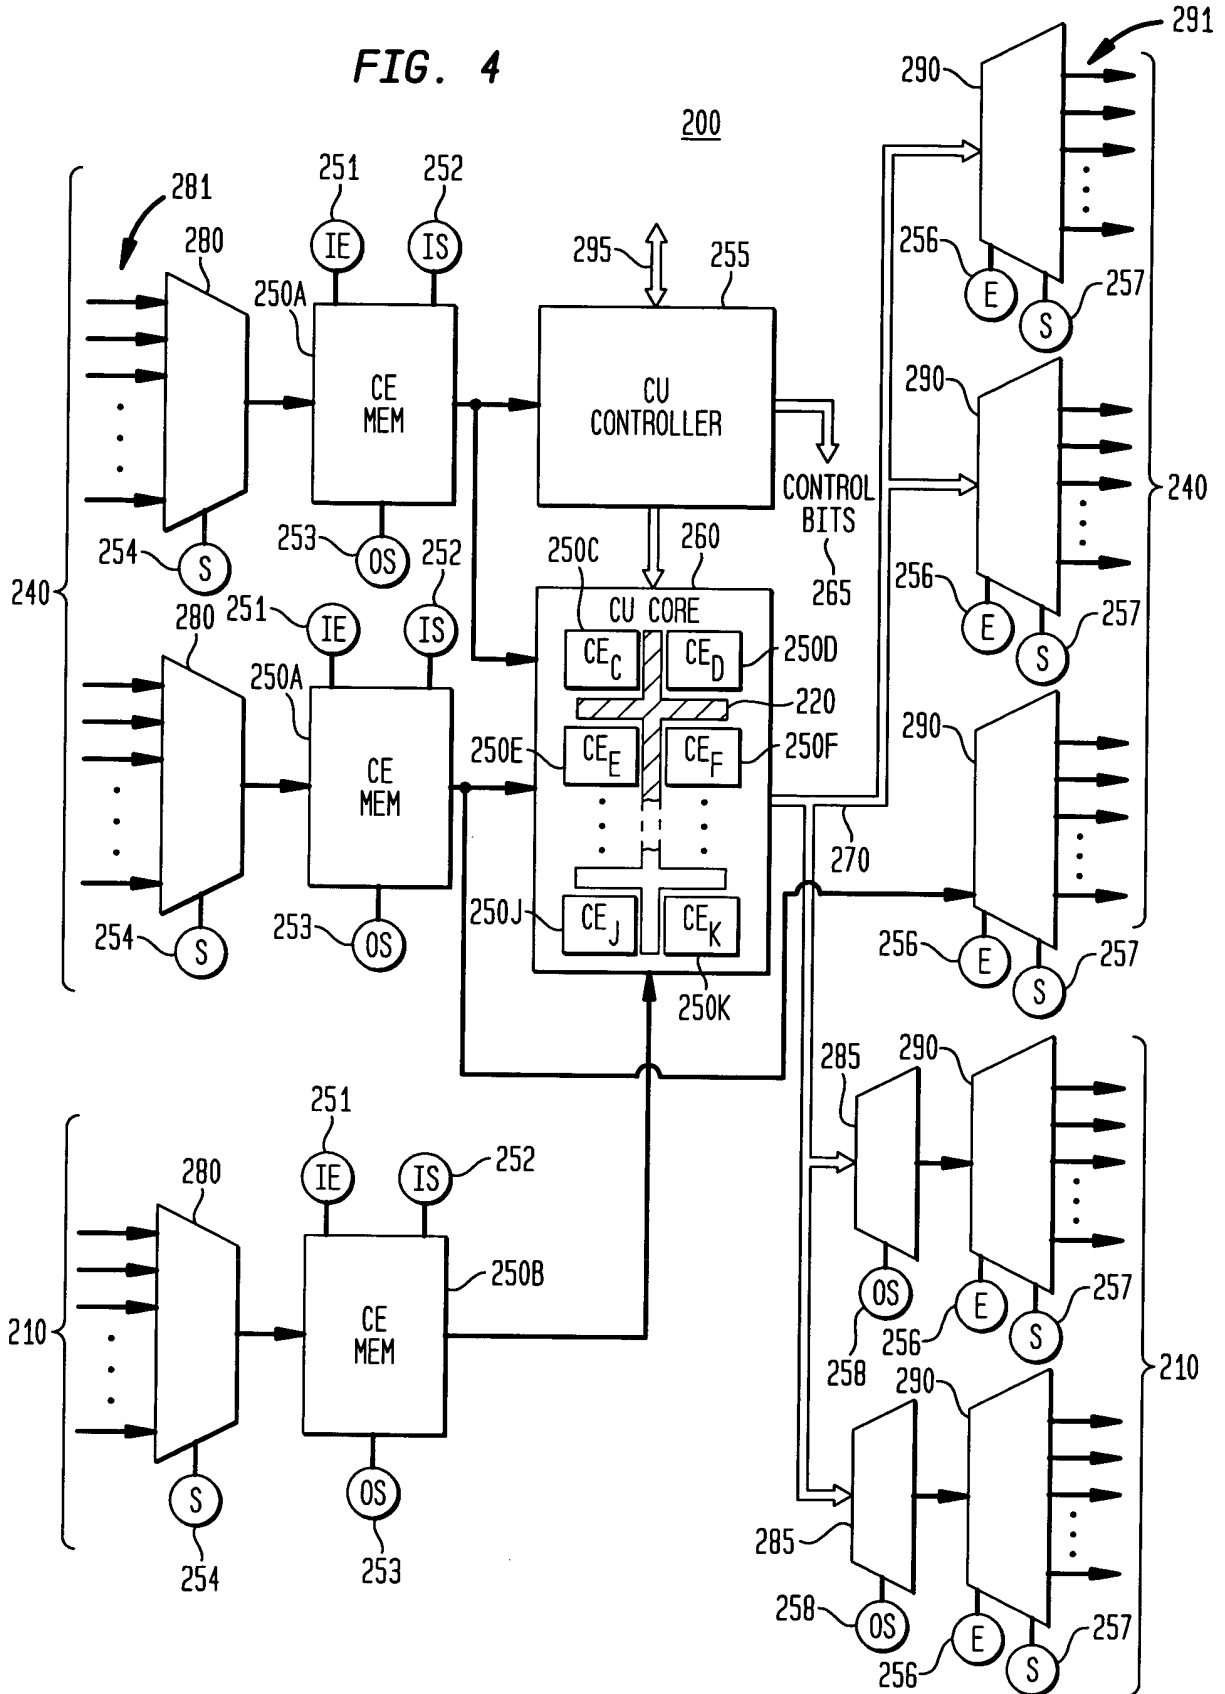 FIG. 4
200
291
290
240
256
E
S
257
281
280
251
252
IE
IS
250A
CE
MEM
254
S
253
OS
295
255
CU
CONTROLLER
CONTROL
BITS
265
290
240
256
E
S
257
240
280
251
252
IE
IS
250A
CE
MEM
254
S
253
OS
250C
260
CU CORE
CE_C
CE_D
250D
220
250E
CE_E
CE_F
250F
250J
CE_J
CE_K
250K
270
290
256
E
S
257
210
280
251
252
IE
IS
250B
CE
MEM
S
254
OS
253
285
290
OS
258
256
E
S
257
210
285
290
258
OS
256
E
S
257